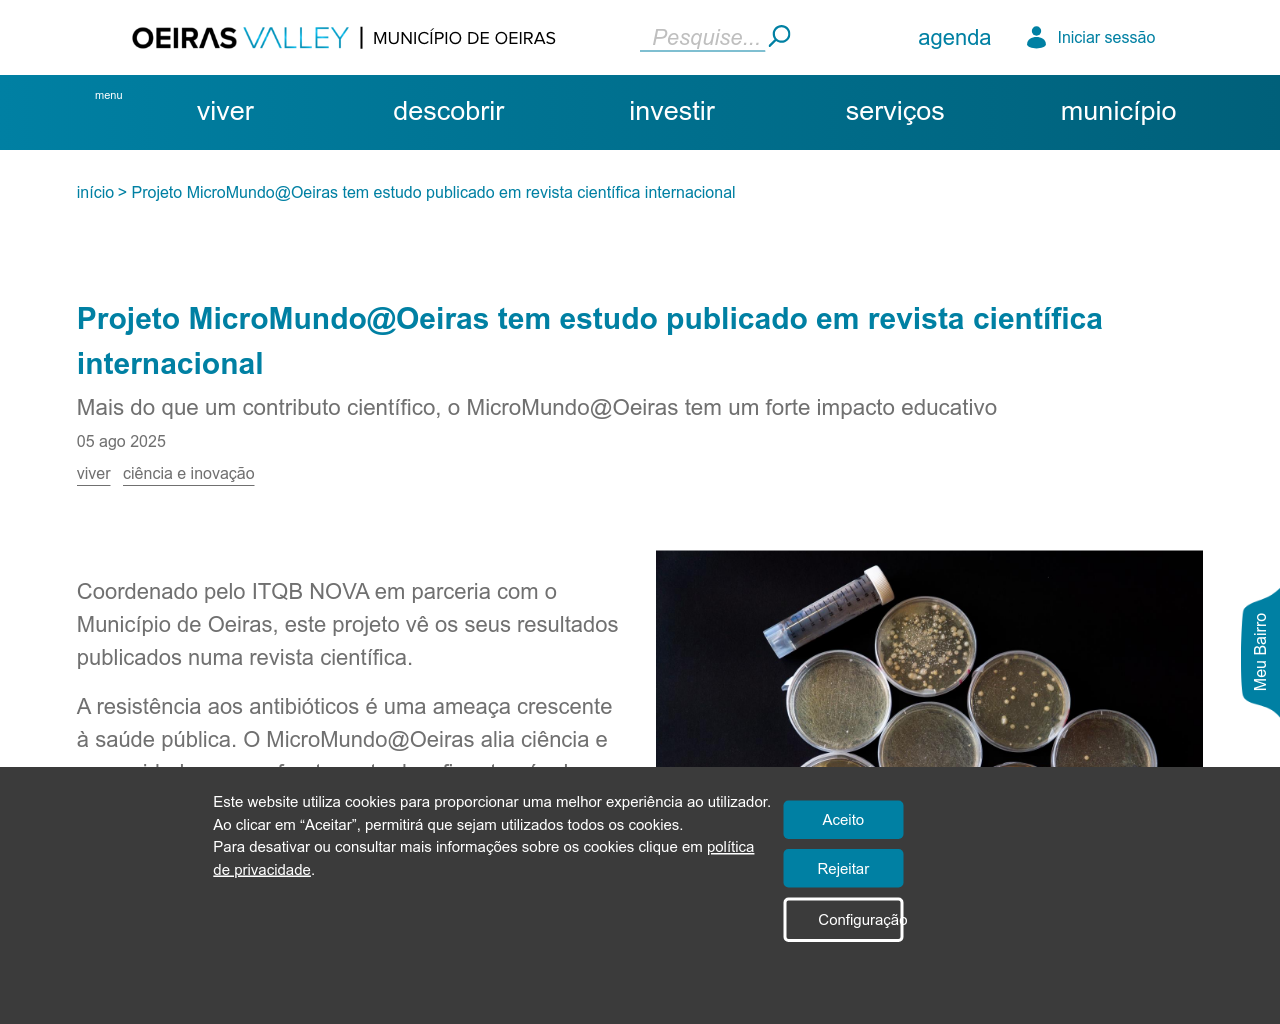 OEIRAS VALLEY | MUNICÍPIO DE OEIRAS
Pesquise...
agenda
Iniciar sessão
menu
viver
descobrir
investir
serviços
município
início > Projeto MicroMundo@Oeiras tem estudo publicado em revista científica internacional
Projeto MicroMundo@Oeiras tem estudo publicado em revista científica
internacional
Mais do que um contributo científico, o MicroMundo@Oeiras tem um forte impacto educativo
05 ago 2025
viver ciência e inovação
Coordenado pelo ITQB NOVA em parceria com o
Município de Oeiras, este projeto vê os seus resultados
publicados numa revista científica.
A resistência aos antibióticos é uma ameaça crescente
à saúde pública. O MicroMundo@Oeiras alia ciência e
Meu Bairro
Este website utiliza cookies para proporcionar uma melhor experiência ao utilizador.
Ao clicar em “Aceitar”, permitirá que sejam utilizados todos os cookies.
Para desativar ou consultar mais informações sobre os cookies clique em política
de privacidade.
Aceito
Rejeitar
Configuração